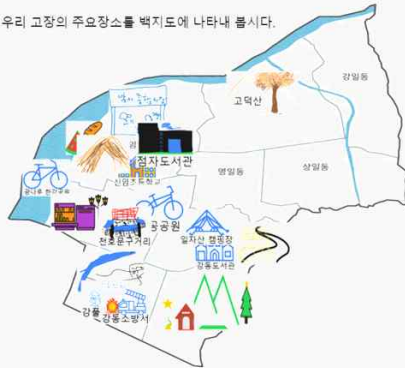 우리 고장의 주요장소를 백지도에 나타내 봅시다.
강일동
고덕산
점자도서관
명일동
상일동
공공원
천호문구거리
일자산 캠핑장
강동도서관
강풀
강동소방서